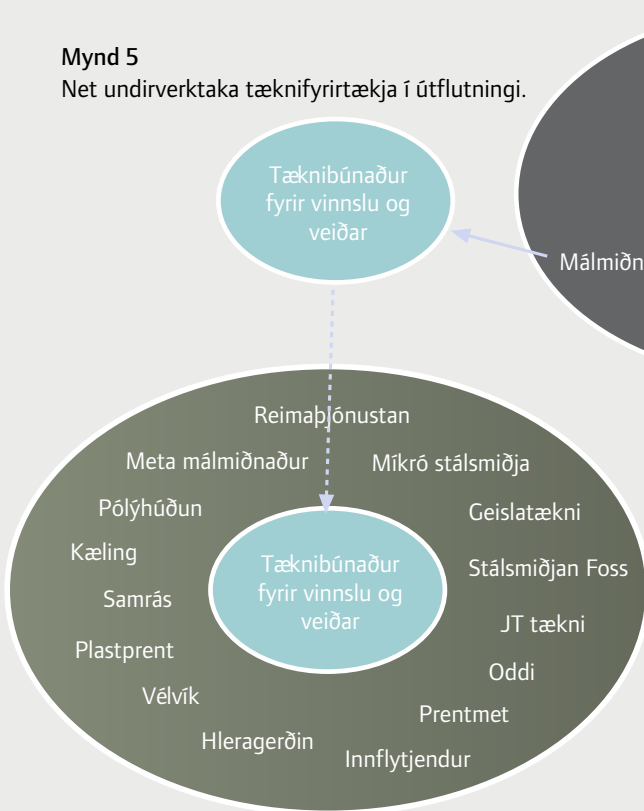 Mynd 5
Net undirverktaka tæknifyrirtækja í útflutningi.
Tæknibúnaður
fyrir vinnslu og
veiðar
Málmiðn
Reimaþjónustan
Meta málmiðnaður
Míkró stálsmiðja
Pólýhúðun
Geislatækni
Kæling
Stálsmiðjan Foss
Samrás
Tæknibúnaður
fyrir vinnslu og
veiðar
JT tækni
Plastprent
Oddi
Vélvík
Prentmet
Hleragerðin
Innflytjendur